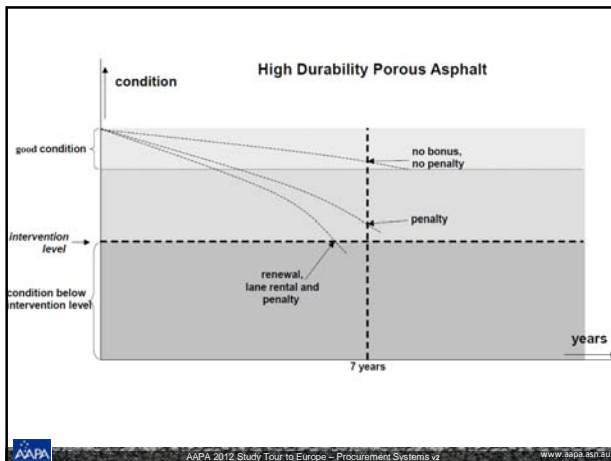 High Durability Porous Asphalt
condition
good condition
no bonus,
no penalty
penalty
intervention
level
renewal,
lane rental and
penalty
condition below
intervention level
years
7 years
AAPA
AAPA 2012 Study Tour to Europe – Procurement Systems v2
www.aapa.asn.au